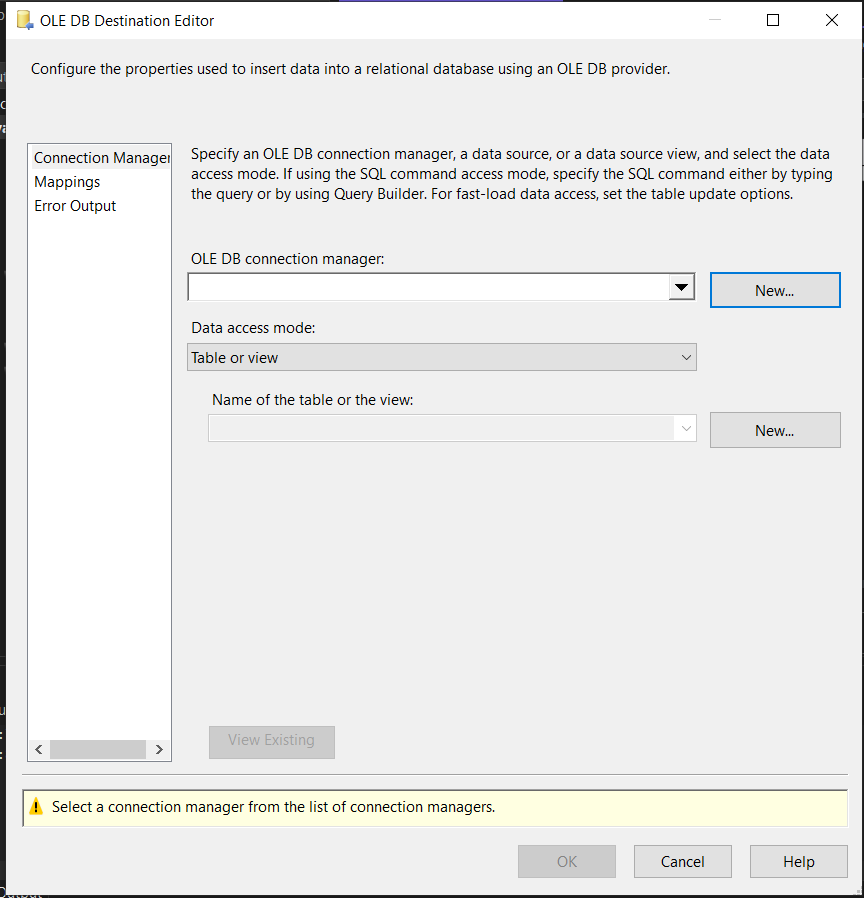 OLE DB Destination Editor
Configure the properties used to insert data into a relational database using an OLE DB provider.
Connection Manager
Mappings
Error Output
Specify an OLE DB connection manager, a data source, or a data source view, and select the data
access mode. If using the SQL command access mode, specify the SQL command either by typing
the query or by using Query Builder. For fast-load data access, set the table update options.
OLE DB connection manager:
New...
Data access mode:
Table or view
Name of the table or the view:
New...
View Existing
Select a connection manager from the list of connection managers.
OK
Cancel
Help